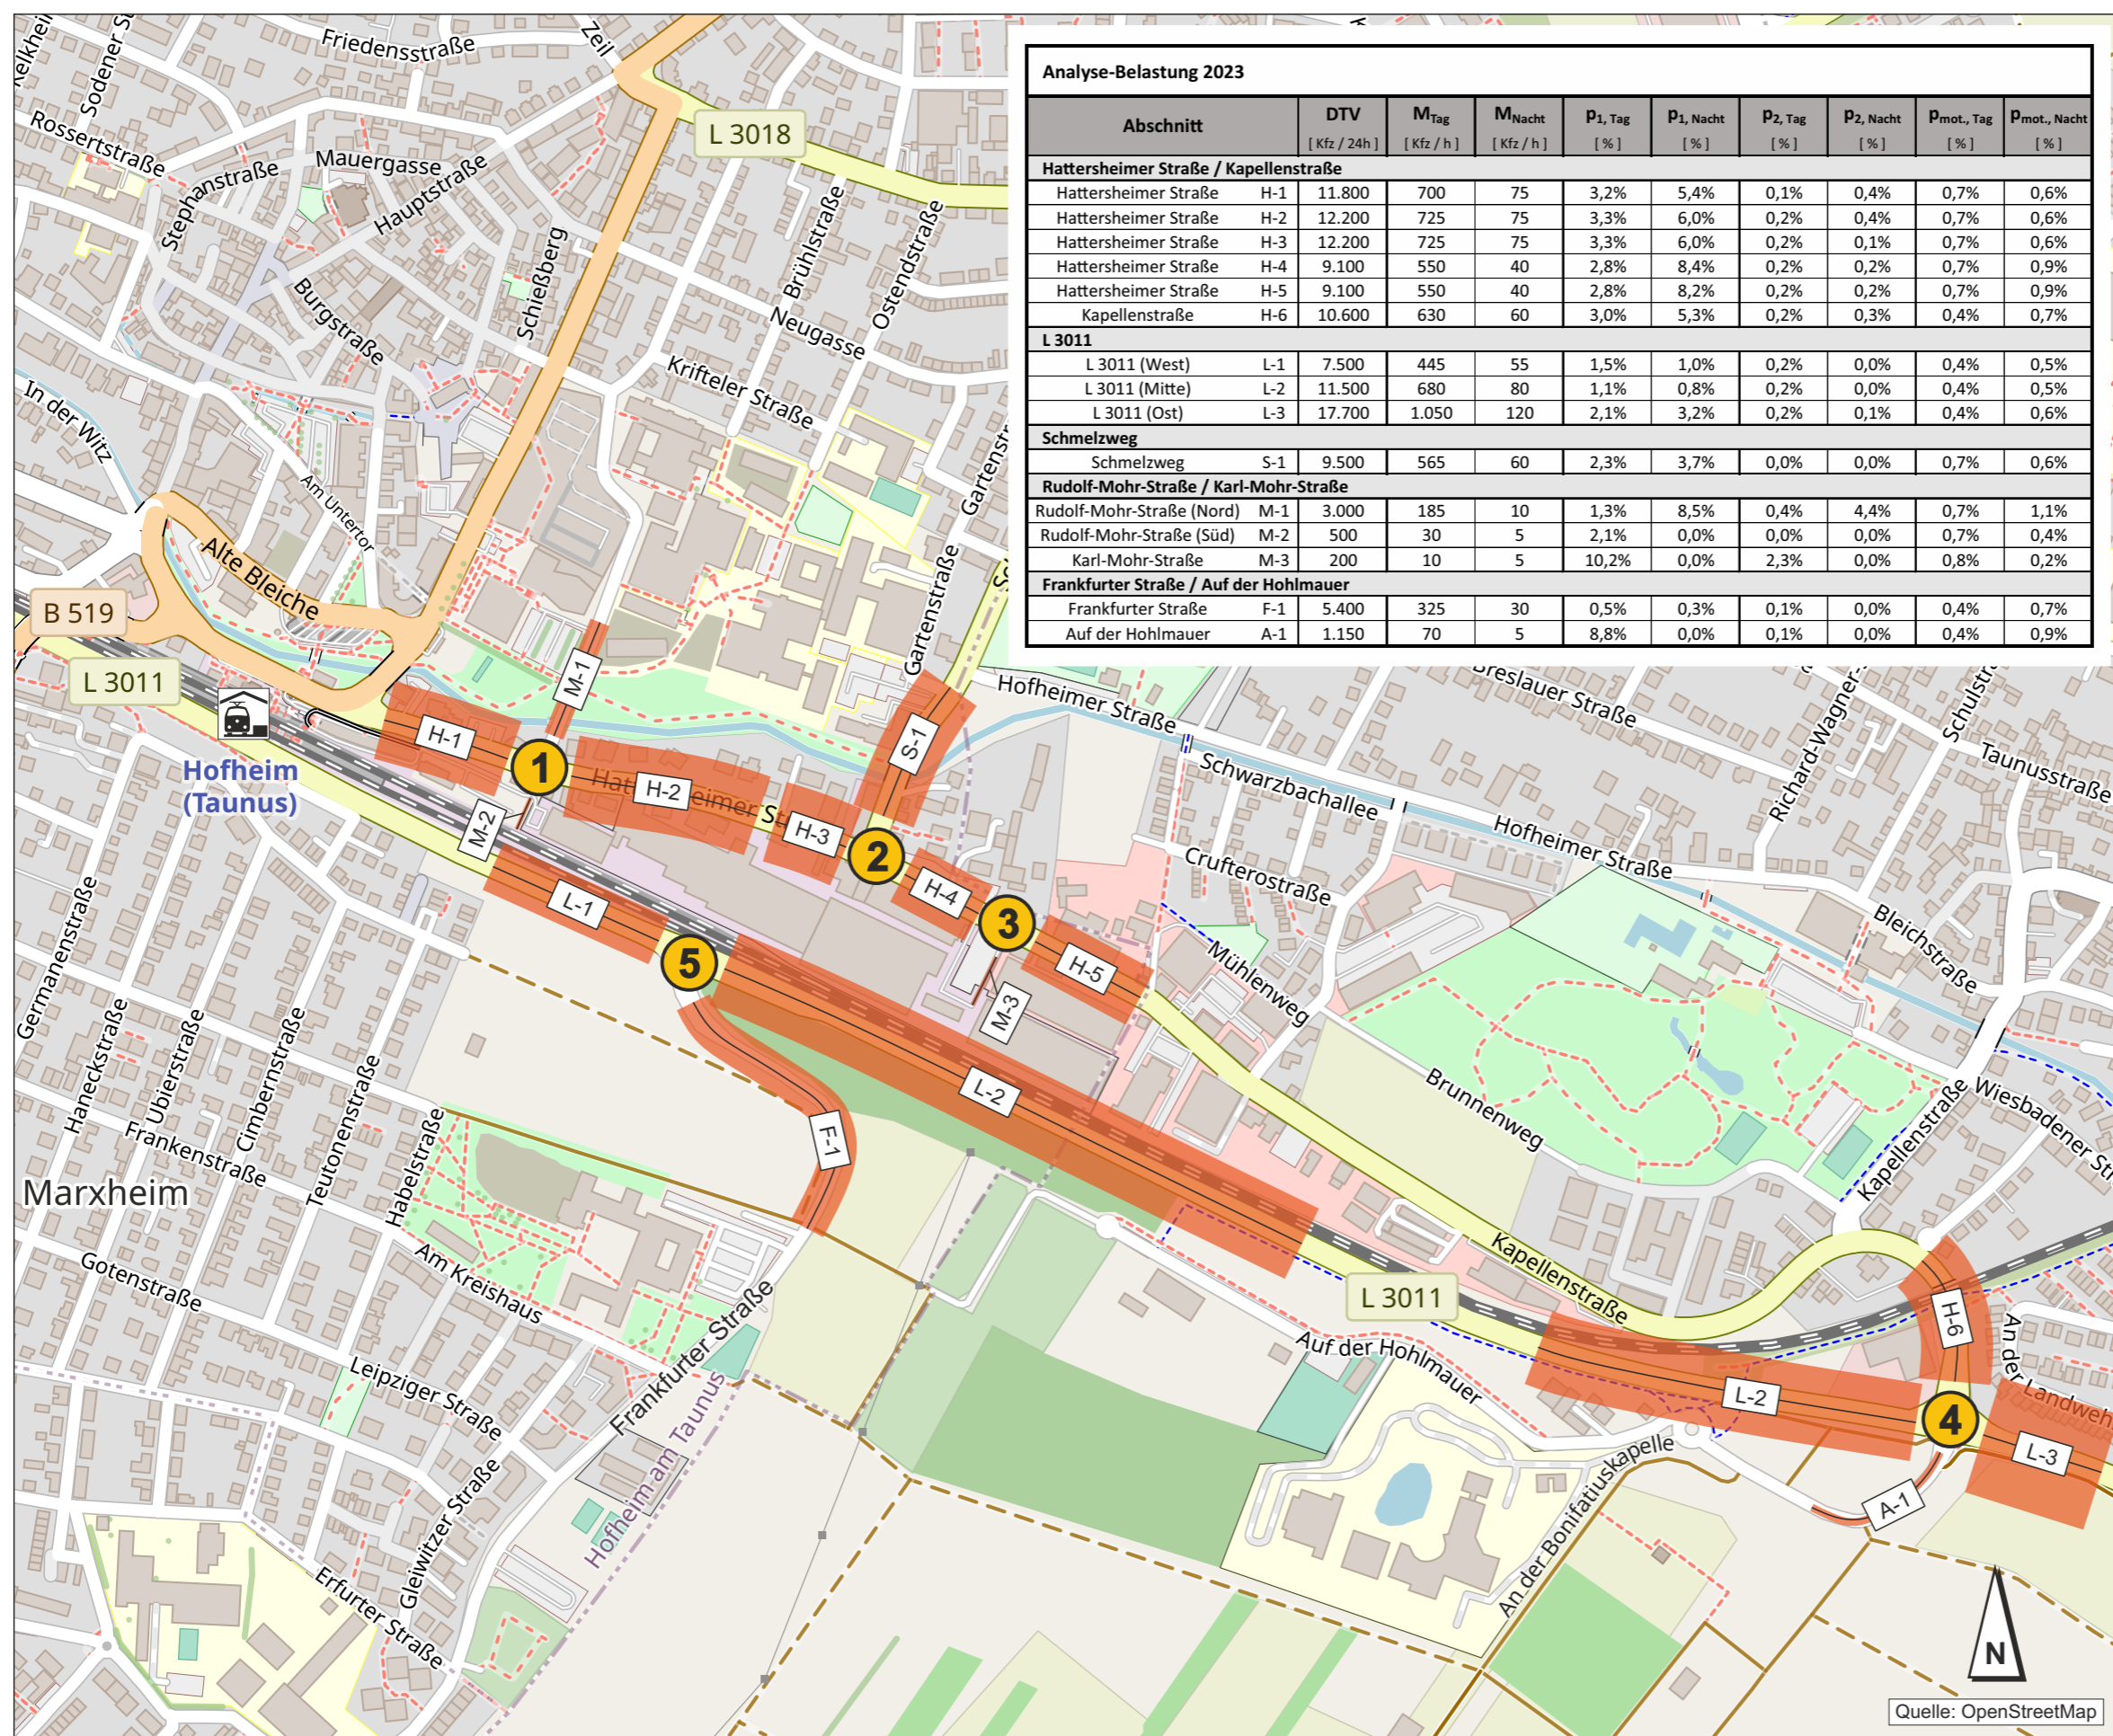 Analyse-Belastung 2023
Abschnitt DTV M Tag M Nacht p1, Tag p1, Nacht p2, Tag p2, Nacht pmot., Tag pmot., Nacht
[ Kfz / 24h ] [ Kfz / h ] [ Kfz / h ] [ % ] [ % ] [ % ] [ % ] [ % ] [ % ]
Hattersheimer Straße / Kapellenstraße
Hattersheimer Straße H-1 11.800 700 75 3,2% 5,4% 0,1% 0,4% 0,7% 0,6%
Hattersheimer Straße H-2 12.200 725 75 3,3% 6,0% 0,2% 0,4% 0,7% 0,6%
Hattersheimer Straße H-3 12.200 725 75 3,3% 6,0% 0,2% 0,1% 0,7% 0,6%
Hattersheimer Straße H-4 9.100 550 40 2,8% 8,4% 0,2% 0,2% 0,7% 0,9%
Hattersheimer Straße H-5 9.100 550 40 2,8% 8,2% 0,2% 0,2% 0,7% 0,9%
Kapellenstraße H-6 10.600 630 60 3,0% 5,3% 0,2% 0,3% 0,4% 0,7%
L 3011
L 3011 (West) L-1 7.500 445 55 1,5% 1,0% 0,2% 0,0% 0,4% 0,5%
L 3011 (Mitte) L-2 11.500 680 80 1,1% 0,8% 0,2% 0,0% 0,4% 0,5%
L 3011 (Ost) L-3 17.700 1.050 120 2,1% 3,2% 0,2% 0,1% 0,4% 0,6%
Schmelzweg
Schmelzweg S-1 9.500 565 60 2,3% 3,7% 0,0% 0,0% 0,7% 0,6%
Rudolf-Mohr-Straße / Karl-Mohr-Straße
Rudolf-Mohr-Straße (Nord) M-1 3.000 185 10 1,3% 8,5% 0,4% 4,4% 0,7% 1,1%
Rudolf-Mohr-Straße (Süd) M-2 500 30 5 2,1% 0,0% 0,0% 0,0% 0,7% 0,4%
Karl-Mohr-Straße M-3 200 10 5 10,2% 0,0% 2,3% 0,0% 0,8% 0,2%
Frankfurter Straße / Auf der Hohlmauer
Frankfurter Straße F-1 5.400 325 30 0,5% 0,3% 0,1% 0,0% 0,4% 0,7%
Auf der Hohlmauer A-1 1.150 70 5 8,8% 0,0% 0,1% 0,0% 0,4% 0,9%
Friedensstraße
Zeil
Rossertstraße
L 3018
Mauergasse
Stephanstraße
Hauptstraße
Brühlstraße
Ostendstraße
Schießberg
Burgstraße
Neugasse
Krifteler Straße
In der Witz
Am Untertor
Gartenstraße
Alte Bleiche
B 519
L 3011
M-1
Hofheimer Straße
Breslauer Straße
Richard-Wagner-
Taunusstraße
H-1
1
S-1
Hofheim
(Taunus)
H-2
Schwarzbachallee
M-2
H-3
2
Hofheimer Straße
Crufterostraße
H-4
L-1
3
Bleichstraße
5
H-5
Mühlenweg
M-3
Germanenstraße
Haneckstraße
Ubierstraße
Cimbernstraße
Teutonenstraße
Habelstraße
Frankenstraße
L-2
F-1
Brunnenweg
Kapellenstraße
Marxheim
Gotenstraße
Am Kreishaus
Kapellenstraße
L 3011
H-6
An der Landwehr
Auf der Hohlmauer
Leipziger Straße
Frankfurter Straße
L-2
4
L-3
Hofheim am Taunus
Gleiwitzer Straße
An der Bonifatiuskapelle
A-1
Erfurter Straße
N
Quelle: OpenStreetMap